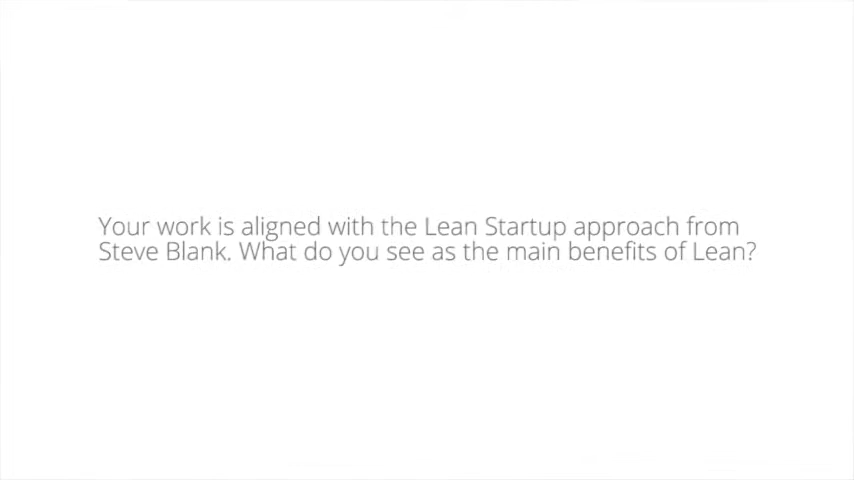 Your work is aligned with the Lean Startup approach from
Steve Blank. What do you see as the main benefits of Lean?